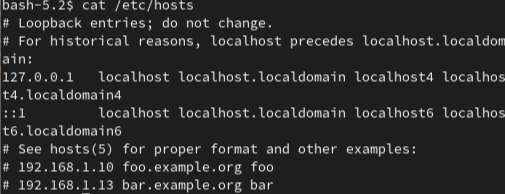 bash-5.2$ cat /etc/hosts
# Loopback entries; do not change.
# For historical reasons, localhost precedes localhost.localdom
ain:
127.0.0.1   localhost localhost.localdomain localhost4 localhos
t4.localdomain4
::1         localhost localhost.localdomain localhost6 localhos
t6.localdomain6
# See hosts(5) for proper format and other examples:
# 192.168.1.10 foo.example.org foo
# 192.168.1.13 bar.example.org bar